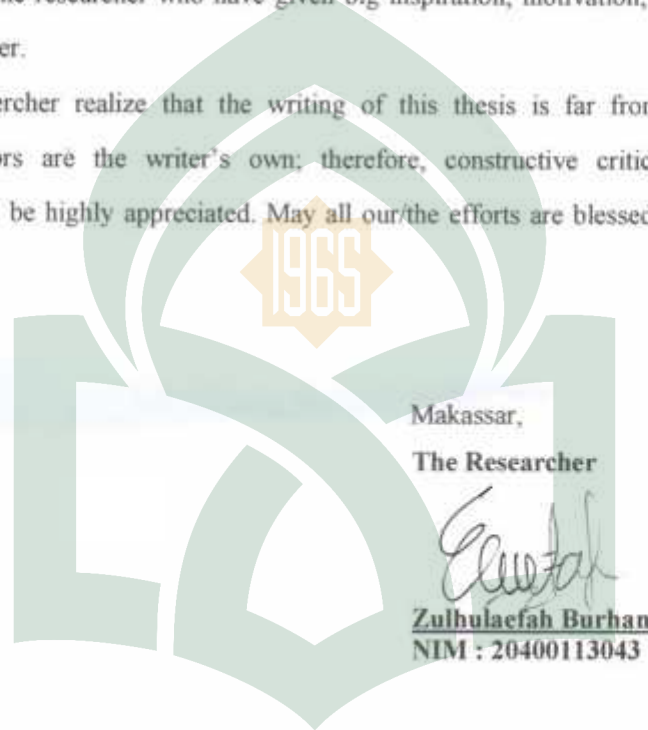 the researcher who have given big inspiration, motivation,
er.
ercher realize that the writing of this thesis is far from
ors are the writer's own; therefore, constructive critic
be highly appreciated. May all our/the efforts are blessed
1965
Makassar,
The Researcher
Zulhulaefah Burhan
NIM : 20400113043